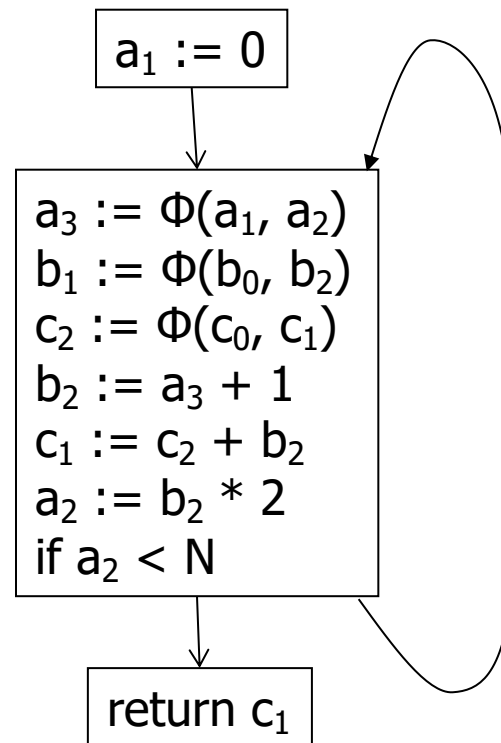 a₁ := 0
a₃ := Φ(a₁, a₂)
b₁ := Φ(b₀, b₂)
c₂ := Φ(c₀, c₁)
b₂ := a₃ + 1
c₁ := c₂ + b₂
a₂ := b₂ * 2
if a₂ < N
return c₁